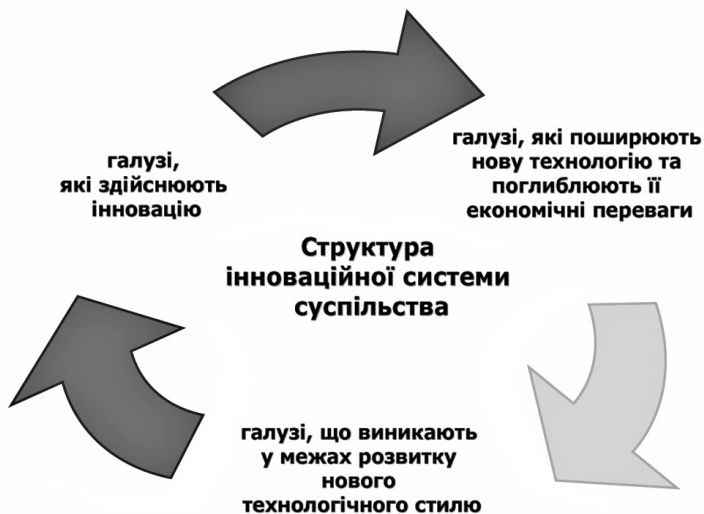 галузі,
які здійснюють
інновацію
галузі, які поширюють
нову технологію та
поглиблюють її
економічні переваги
Структура
інноваційної системи
суспільства
галузі, що виникають
у межах розвитку
нового
технологічного стилю